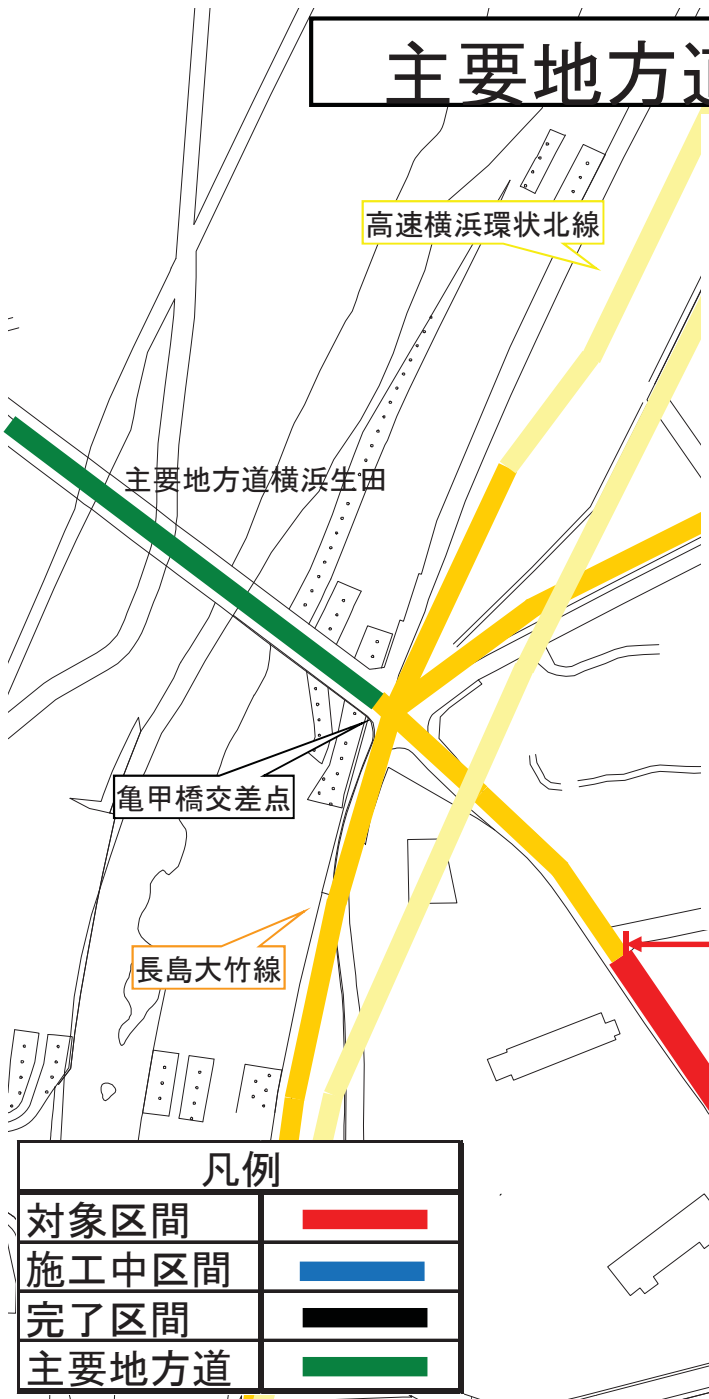 主要地方道
高速横浜環状北線
主要地方道横浜生田
亀甲橋交差点
長島大竹線
凡例
対象区間
施工中区間
完了区間
主要地方道